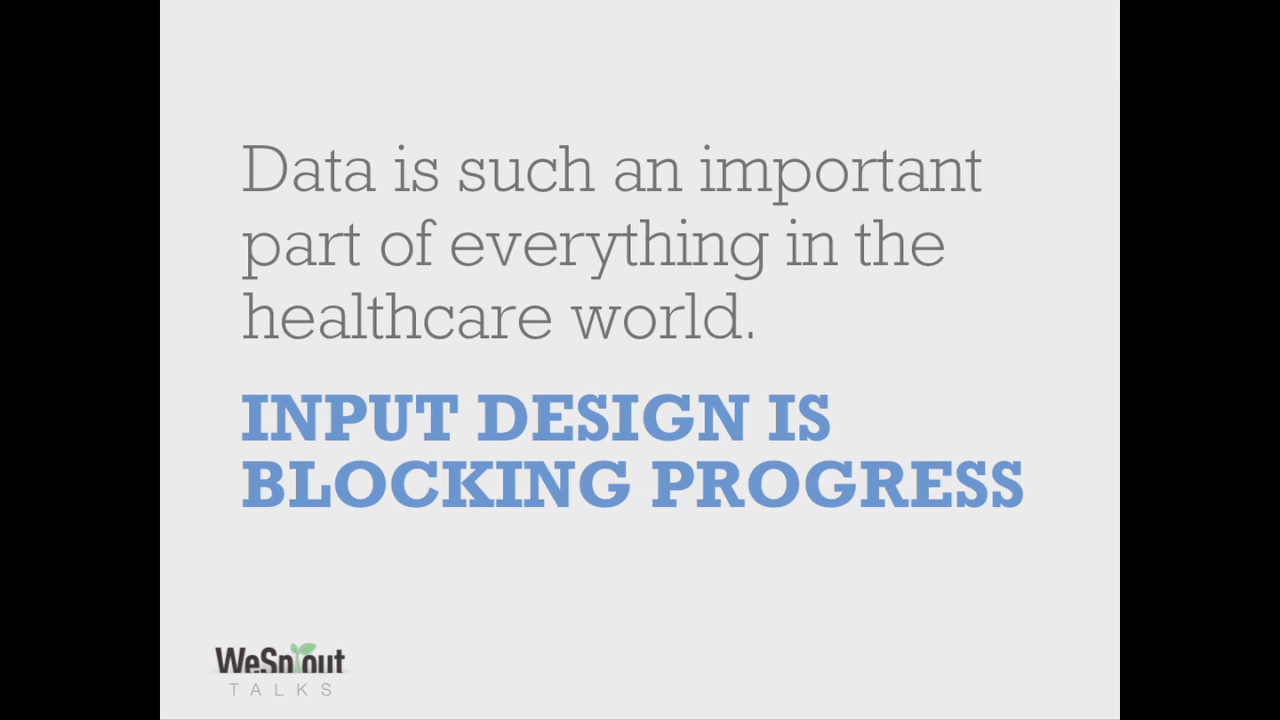 Data is such an important
part of everything in the
healthcare world.
INPUT DESIGN IS
BLOCKING PROGRESS
WeSprout
TALKS